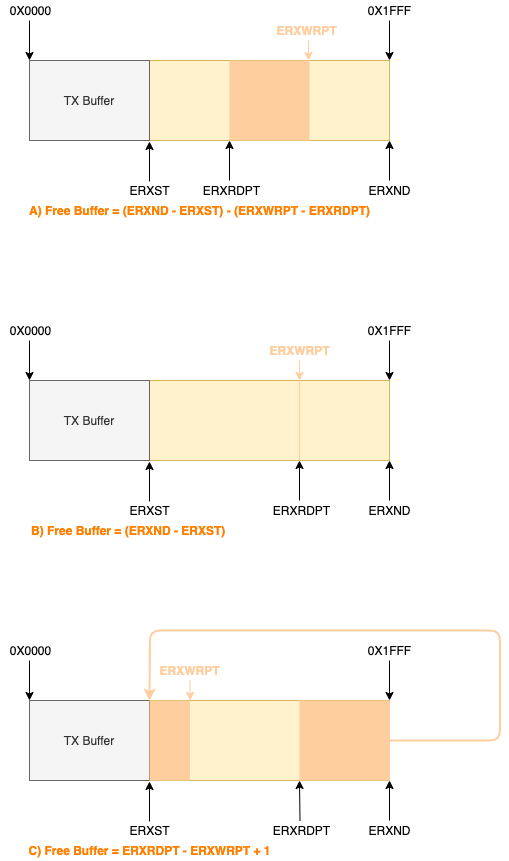 0X0000 0X1FFF
ERXWRPT
TX Buffer
ERXST ERXRDPT ERXND
A) Free Buffer = (ERXND - ERXST) - (ERXWRPT - ERXRDPT)
0X0000 0X1FFF
ERXWRPT
TX Buffer
ERXST ERXRDPT ERXND
B) Free Buffer = (ERXND - ERXST)
0X0000 0X1FFF
ERXWRPT
TX Buffer
ERXST ERXRDPT ERXND
C) Free Buffer = ERXRDPT - ERXWRPT + 1